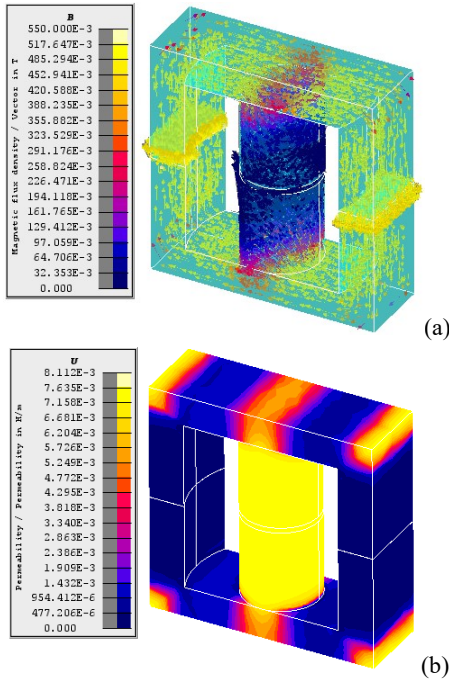 B
Magnetic flux density / Vector in T
550.000E-3
517.647E-3
485.294E-3
452.941E-3
420.588E-3
388.235E-3
355.882E-3
323.529E-3
291.176E-3
258.824E-3
226.471E-3
194.118E-3
161.765E-3
129.412E-3
97.059E-3
64.706E-3
32.353E-3
0.000
(a)
U
Permeability / Permeability in H/m
8.112E-3
7.635E-3
7.158E-3
6.681E-3
6.204E-3
5.726E-3
5.249E-3
4.772E-3
4.295E-3
3.818E-3
3.340E-3
2.863E-3
2.386E-3
1.909E-3
1.432E-3
954.412E-6
477.206E-6
0.000
(b)